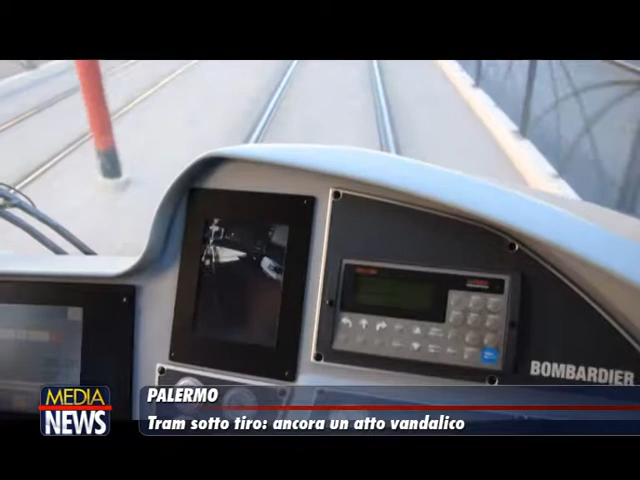 BOMBARDIER
MEDIA
NEWS
PALERMO
Tram sotto tiro: ancora un atto vandalico